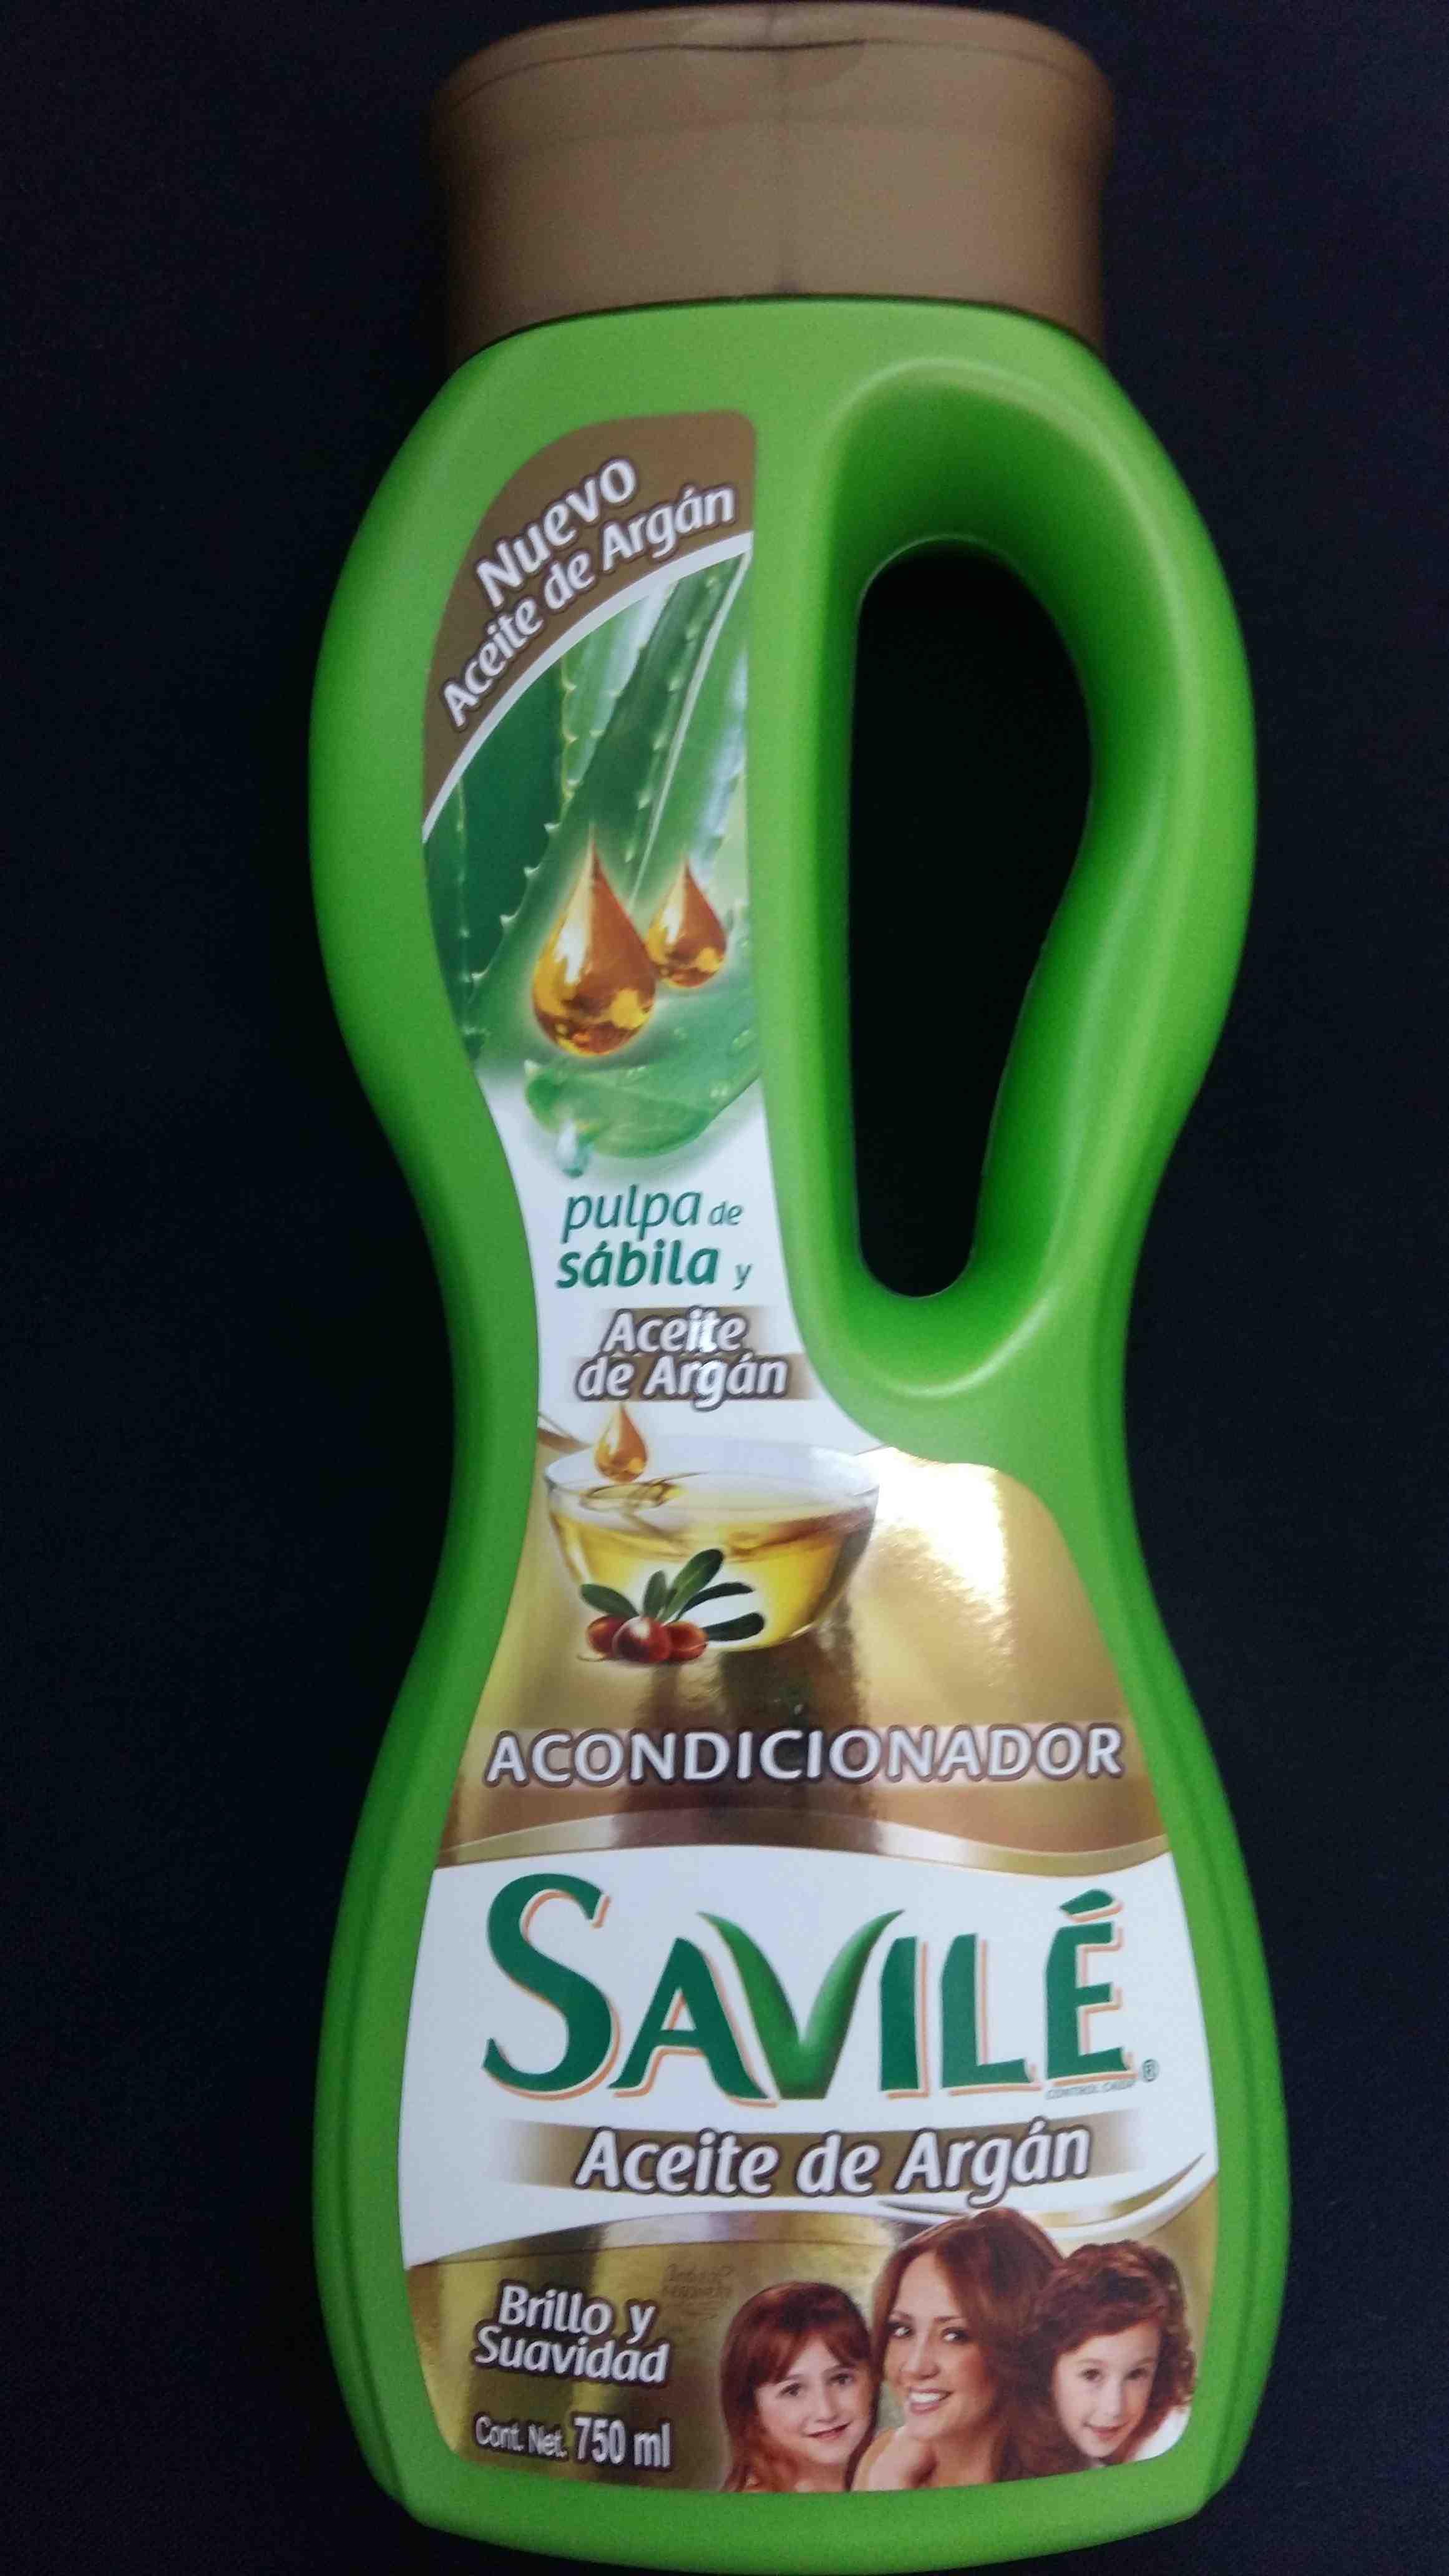 Nuevo
Aceite de Argán
pulpa de
sábila y
Aceite
de Argán
ACONDICIONADOR
SAVILÉ®
Aceite de Argán
Brillo y
Suavidad
Cont. Net. 750 ml